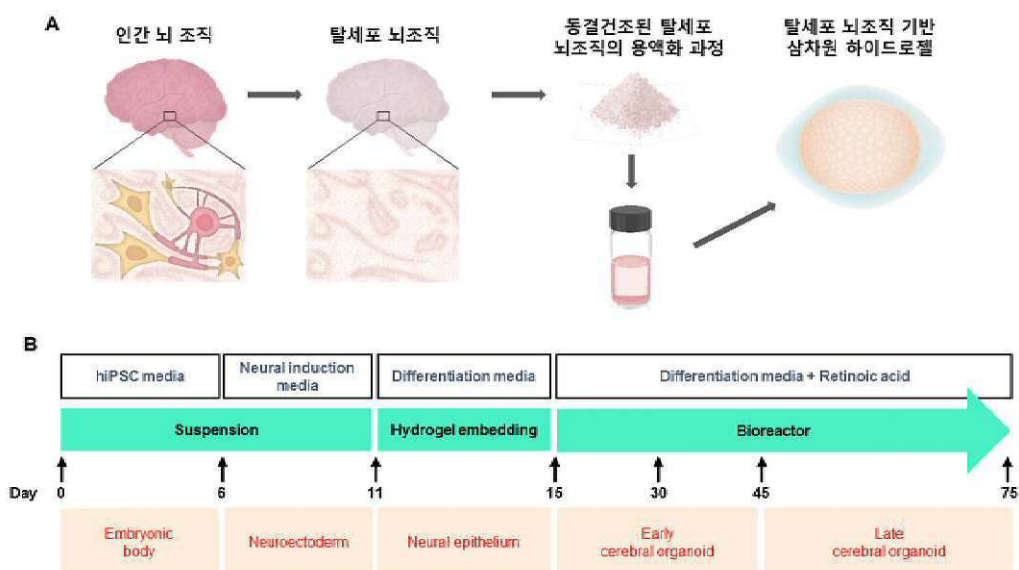 A
인간 뇌 조직
탈세포 뇌조직
동결건조된 탈세포
뇌조직의 용액화 과정
탈세포 뇌조직 기반
삼차원 하이드로젤
B
hiPSC media
Neural induction
media
Differentiation media
Differentiation media + Retinoic acid
Suspension
Hydrogel embedding
Bioreactor
Day 0 6 11 15 30 45 75
Embryonic
body
Neuroectoderm
Neural epithelium
Early
cerebral organoid
Late
cerebral organoid